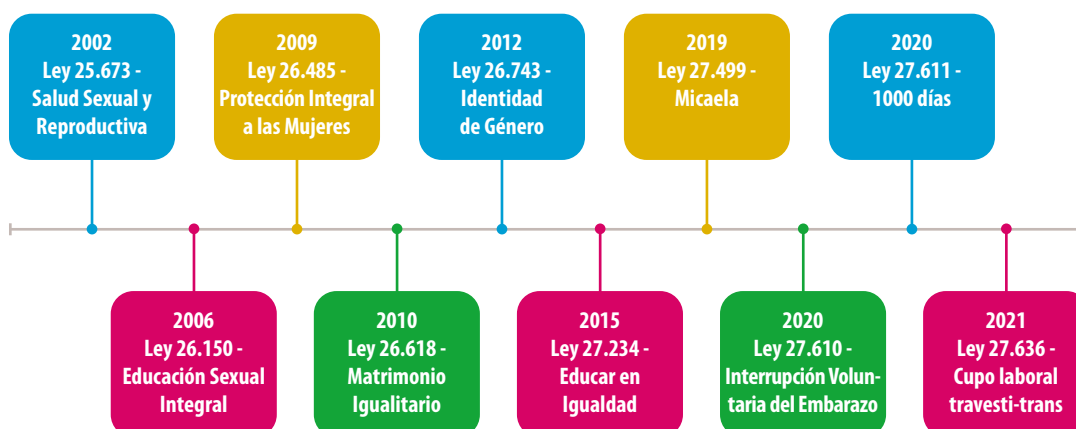 2002
Ley 25.673 -
Salud Sexual y
Reproductiva
2006
Ley 26.150 -
Educación Sexual
Integral
2009
Ley 26.485 -
Protección Integral
a las Mujeres
2010
Ley 26.618 -
Matrimonio
Igualitario
2012
Ley 26.743 -
Identidad
de Género
2015
Ley 27.234 -
Educar en
Igualdad
2019
Ley 27.499 -
Micaela
2020
Ley 27.610 -
Interrupción Volun-
taria del Embarazo
2020
Ley 27.611 -
1000 días
2021
Ley 27.636 -
Cupo laboral
travesti-trans